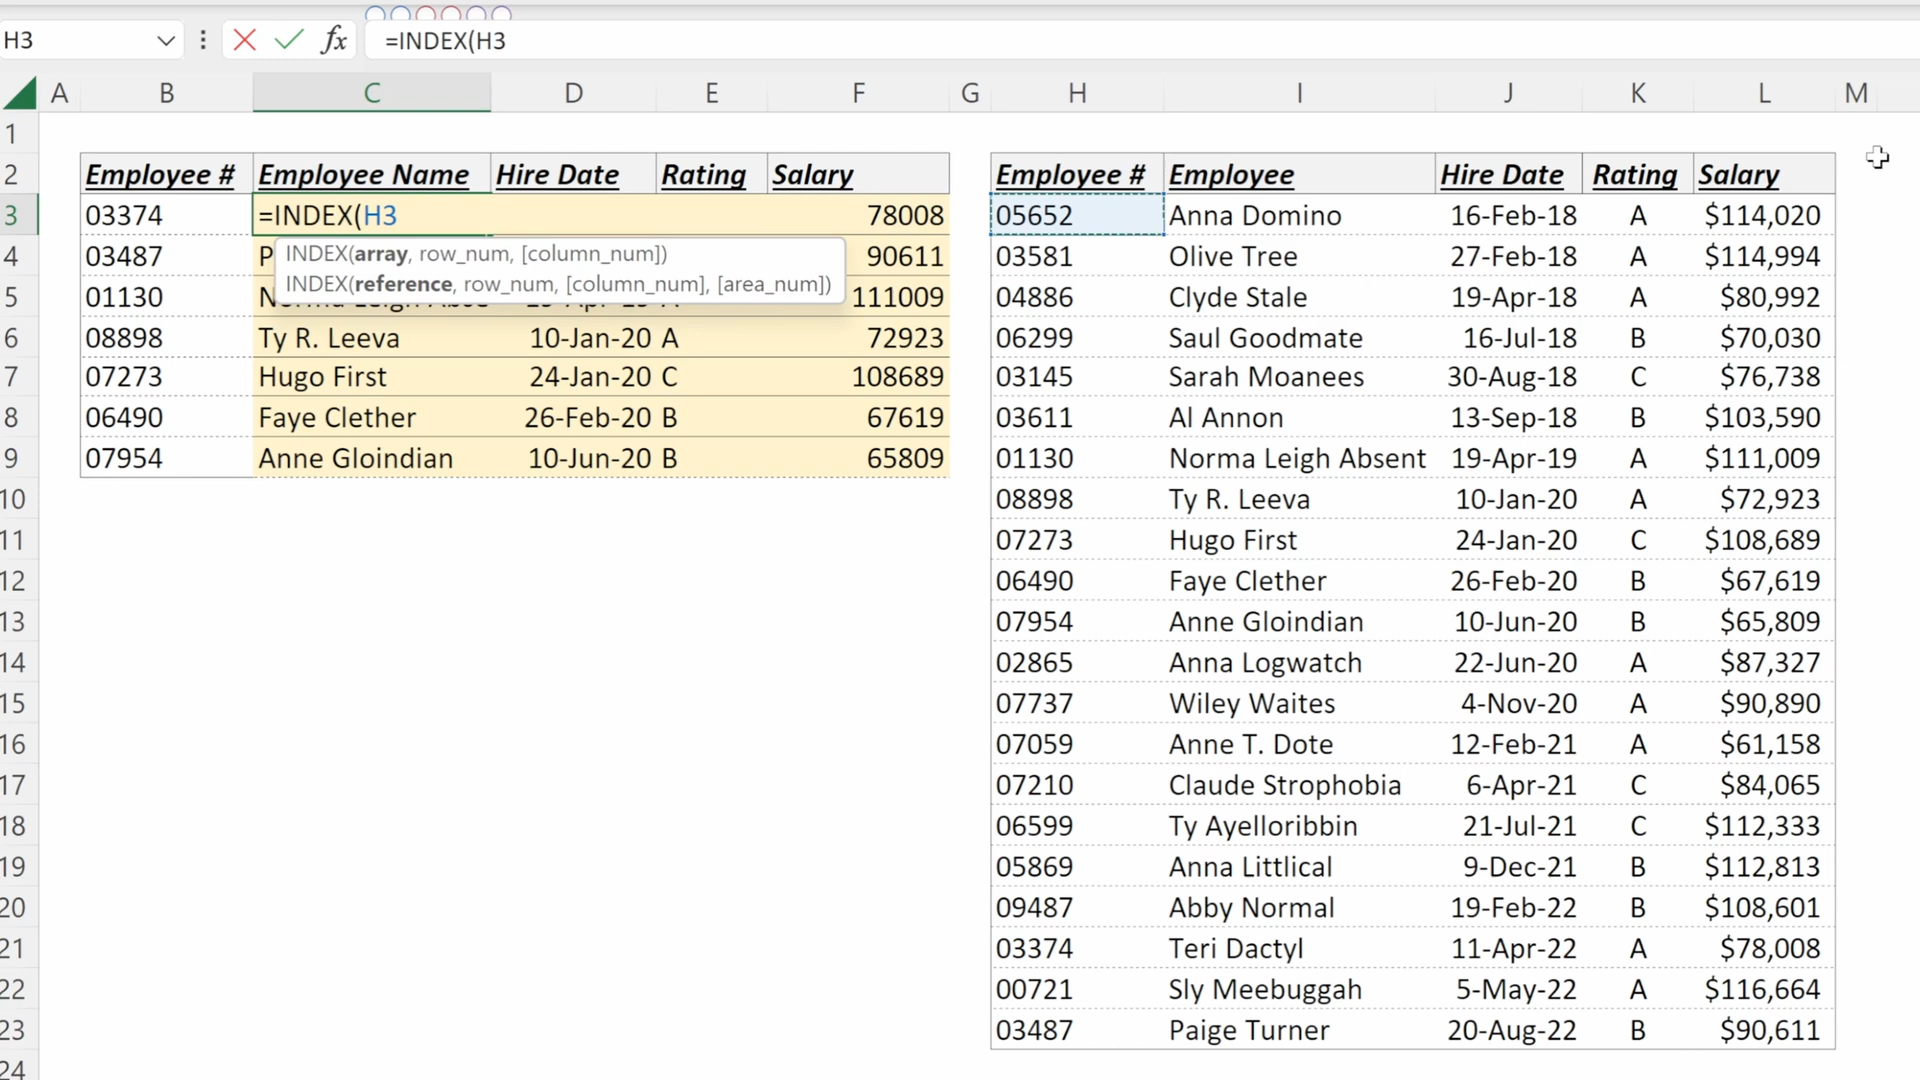 H3 fx =INDEX(H3
A B C D E F G H I J K L M
1
2 Employee # Employee Name Hire Date Rating Salary Employee # Employee Hire Date Rating Salary
3 03374 =INDEX(H3 78008 05652 Anna Domino 16-Feb-18 A $114,020
INDEX(array, row_num, [column_num])
4 03487 P 90611 03581 Olive Tree 27-Feb-18 A $114,994
INDEX(reference, row_num, [column_num], [area_num])
5 01130 111009 04886 Clyde Stale 19-Apr-18 A $80,992
6 08898 Ty R. Leeva 10-Jan-20 A 72923 06299 Saul Goodmate 16-Jul-18 B $70,030
7 07273 Hugo First 24-Jan-20 C 108689 03145 Sarah Moanees 30-Aug-18 C $76,738
8 06490 Faye Clether 26-Feb-20 B 67619 03611 Al Annon 13-Sep-18 B $103,590
9 07954 Anne Gloindian 10-Jun-20 B 65809 01130 Norma Leigh Absent 19-Apr-19 A $111,009
10 08898 Ty R. Leeva 10-Jan-20 A $72,923
11 07273 Hugo First 24-Jan-20 C $108,689
12 06490 Faye Clether 26-Feb-20 B $67,619
13 07954 Anne Gloindian 10-Jun-20 B $65,809
14 02865 Anna Logwatch 22-Jun-20 A $87,327
15 07737 Wiley Waites 4-Nov-20 A $90,890
16 07059 Anne T. Dote 12-Feb-21 A $61,158
17 07210 Claude Strophobia 6-Apr-21 C $84,065
18 06599 Ty Ayelloribbin 21-Jul-21 C $112,333
19 05869 Anna Littlical 9-Dec-21 B $112,813
20 09487 Abby Normal 19-Feb-22 B $108,601
21 03374 Teri Dactyl 11-Apr-22 A $78,008
22 00721 Sly Meebuggah 5-May-22 A $116,664
23 03487 Paige Turner 20-Aug-22 B $90,611
24